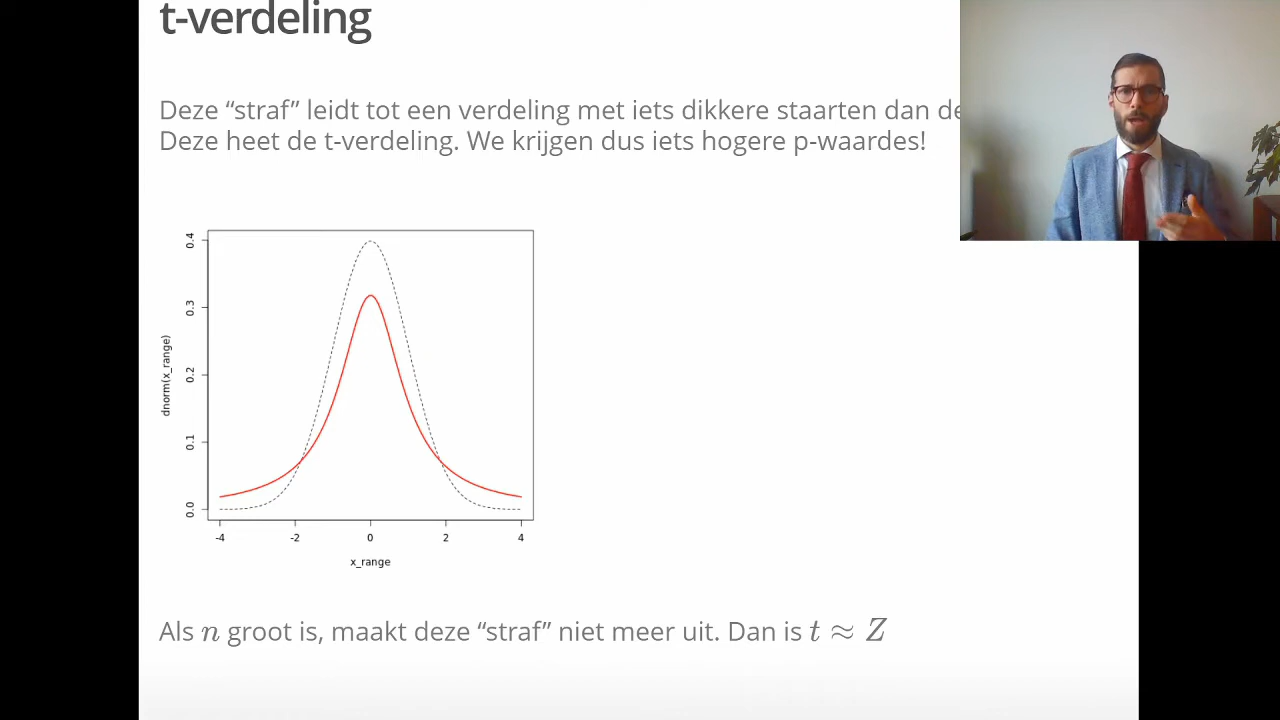 t-verdeling
Deze “straf” leidt tot een verdeling met iets dikkere staarten dan
Deze heet de t-verdeling. We krijgen dus iets hogere p-waardes!
0.4
0.3
0.2
0.1
0.0
dnorm(x_range)
-4 -2 0 2 4
x_range
Als n groot is, maakt deze “straf” niet meer uit. Dan is t ≈ Z